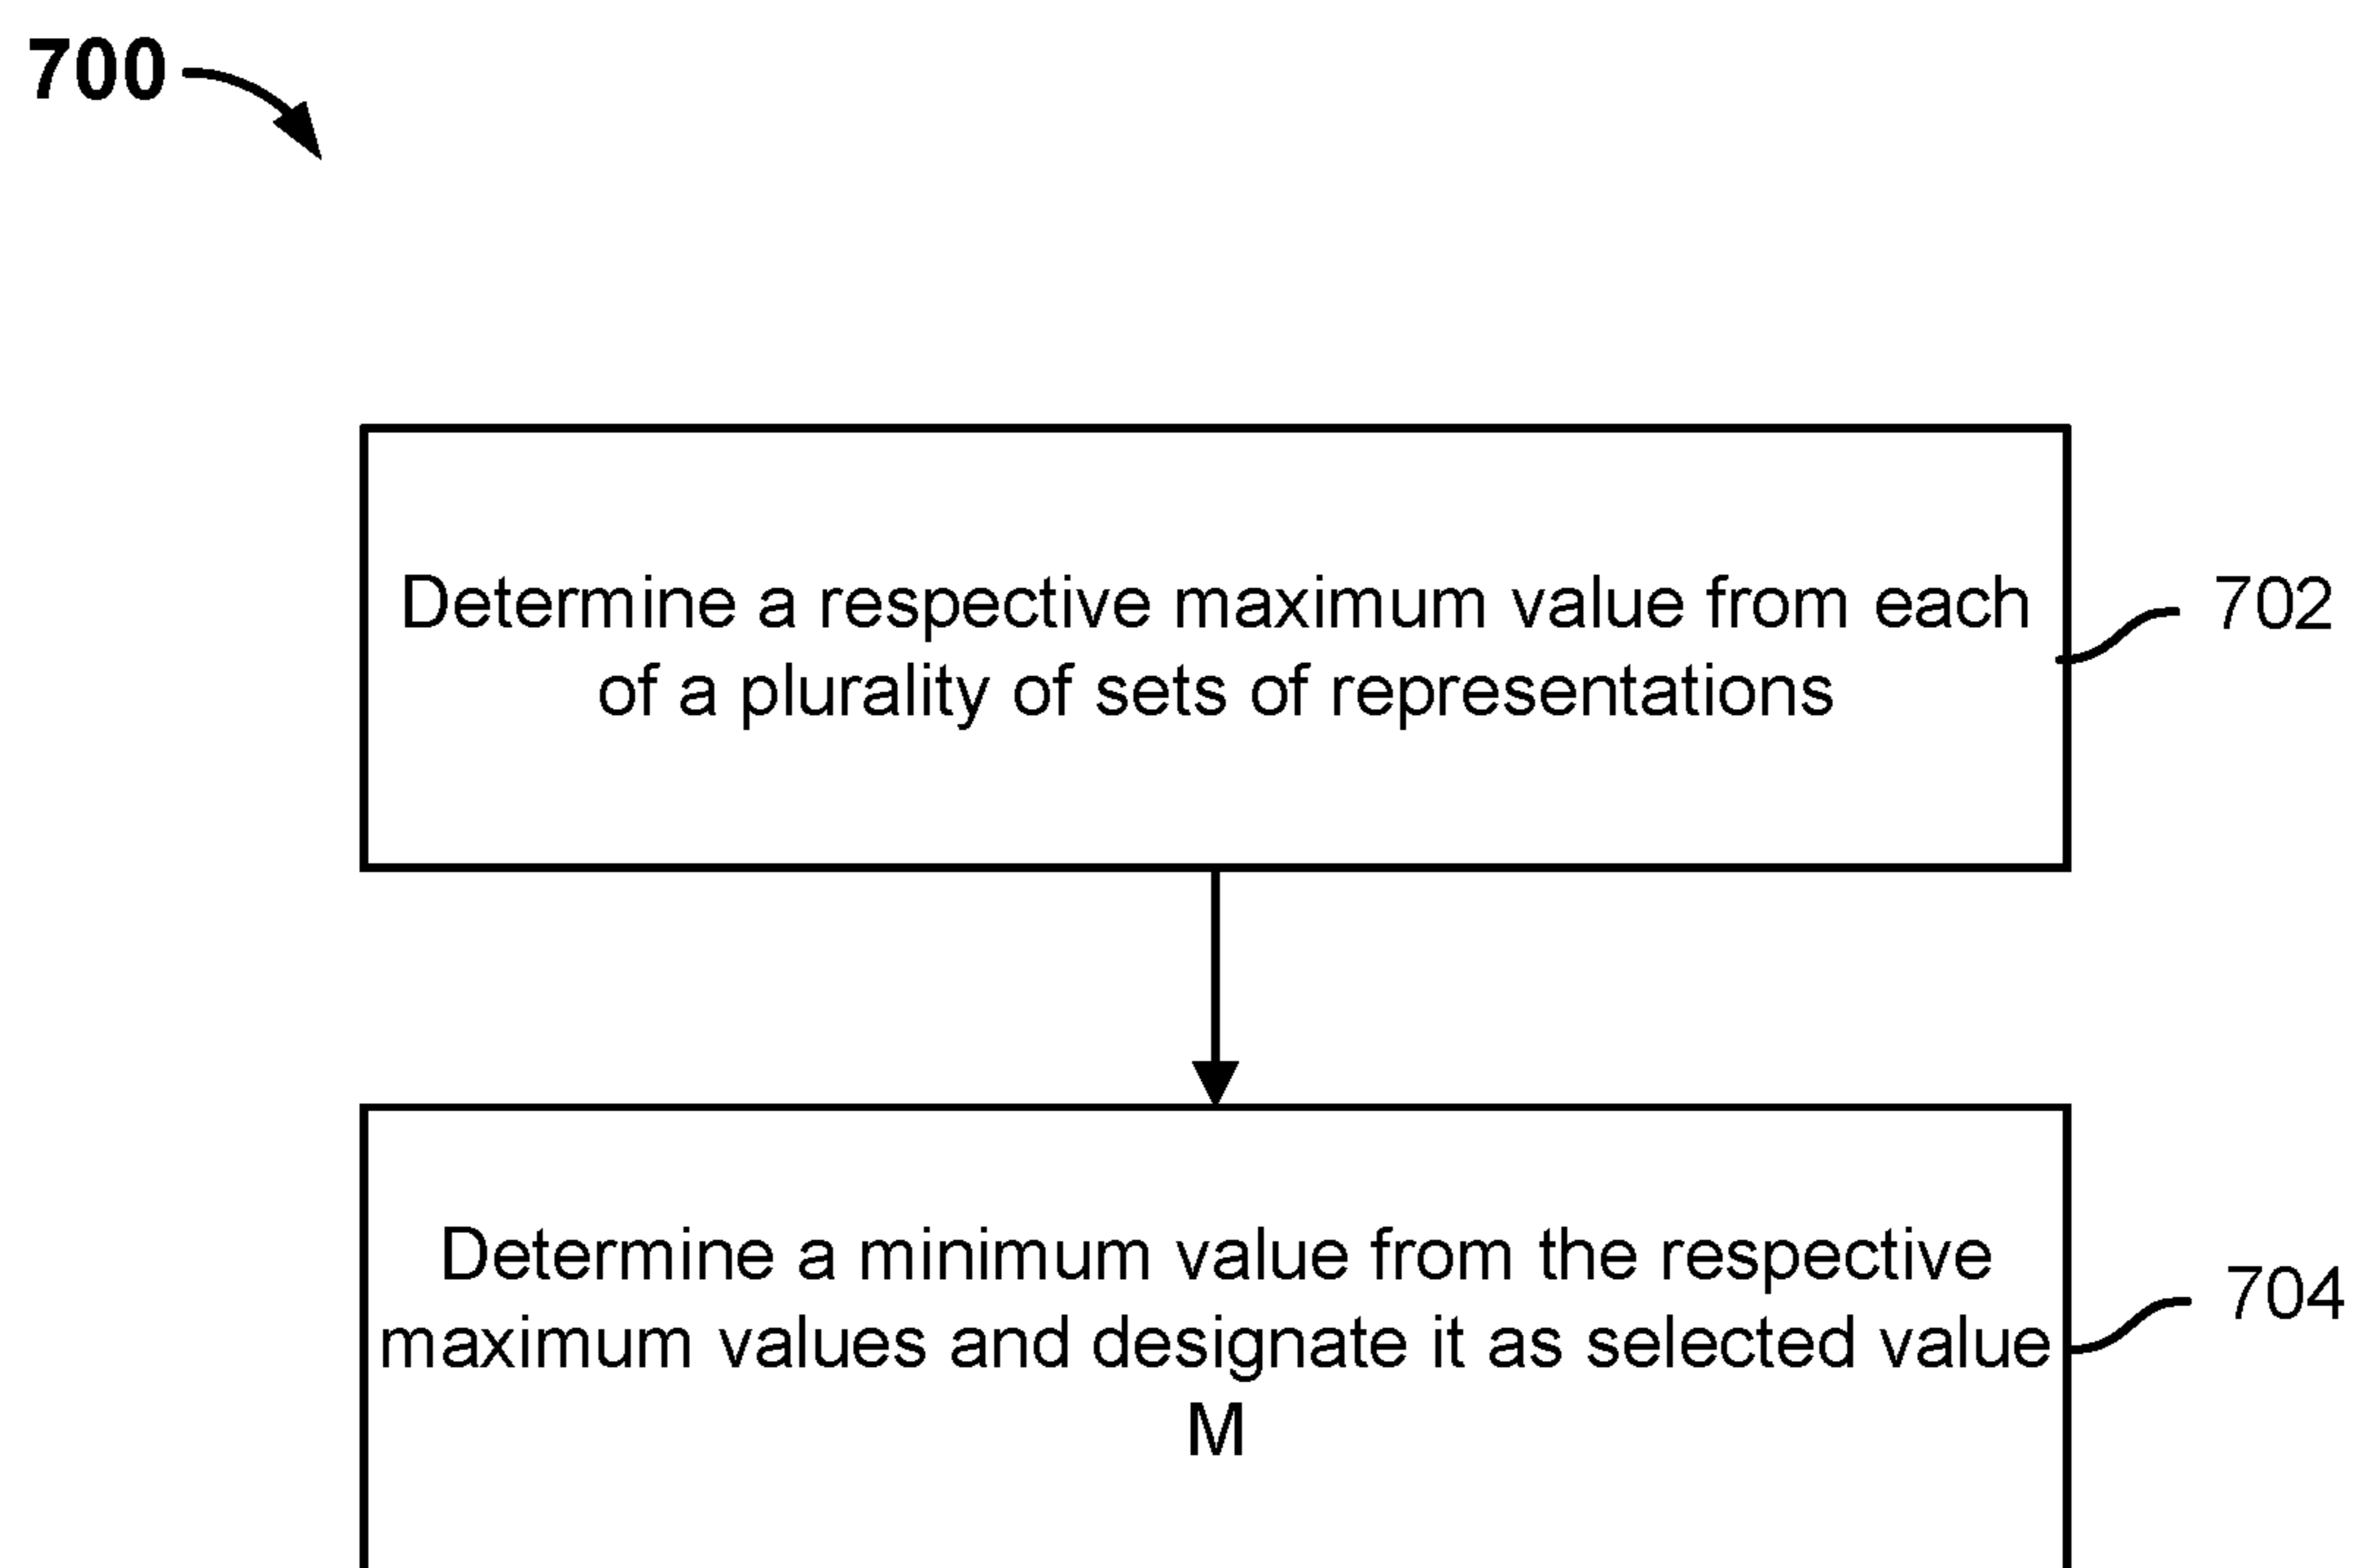 700
Determine a respective maximum value from each
of a plurality of sets of representations
702
Determine a minimum value from the respective
maximum values and designate it as selected value
M
704